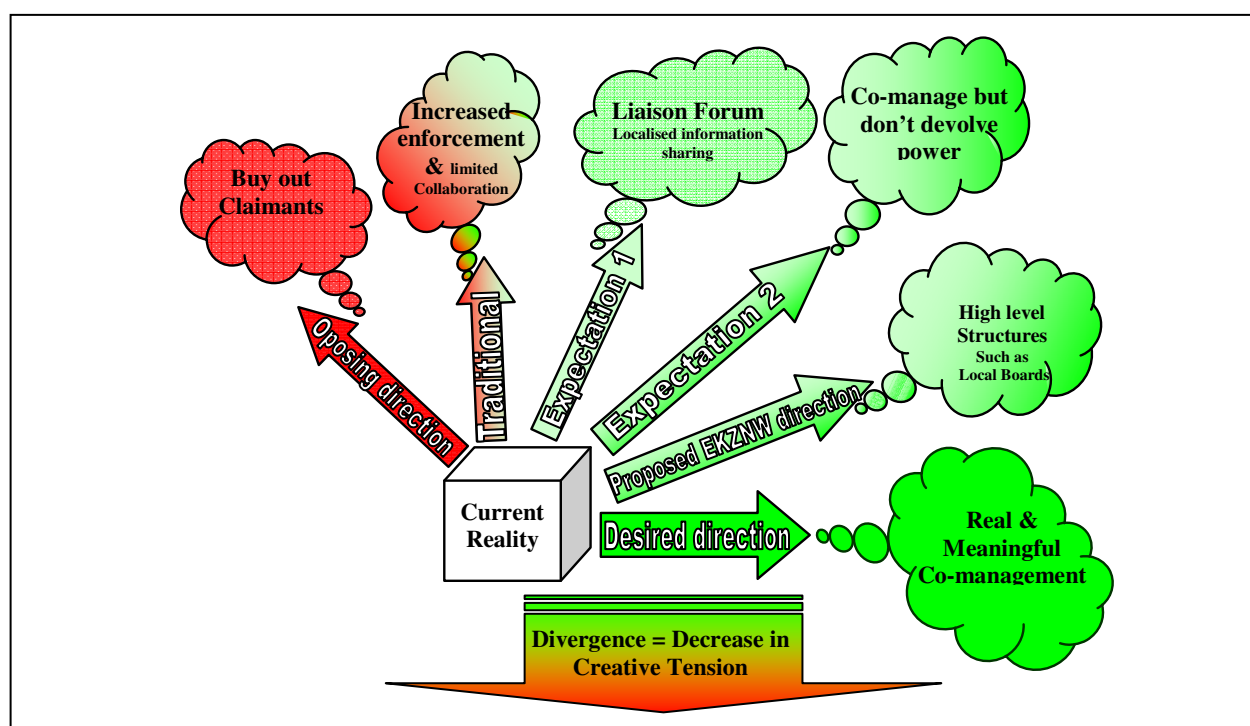 Buy out
Claimants
Oposing direction
Increased
enforcement
& limited
Collaboration
Traditional
Liaison Forum
Localised information
sharing
Expectation 1
Co-manage but
don't devolve
power
Expectation 2
High level
Structures
Such as
Local Boards
Proposed EKZNW direction
Real &
Meaningful
Co-management
Desired direction
Current
Reality
Divergence = Decrease in
Creative Tension